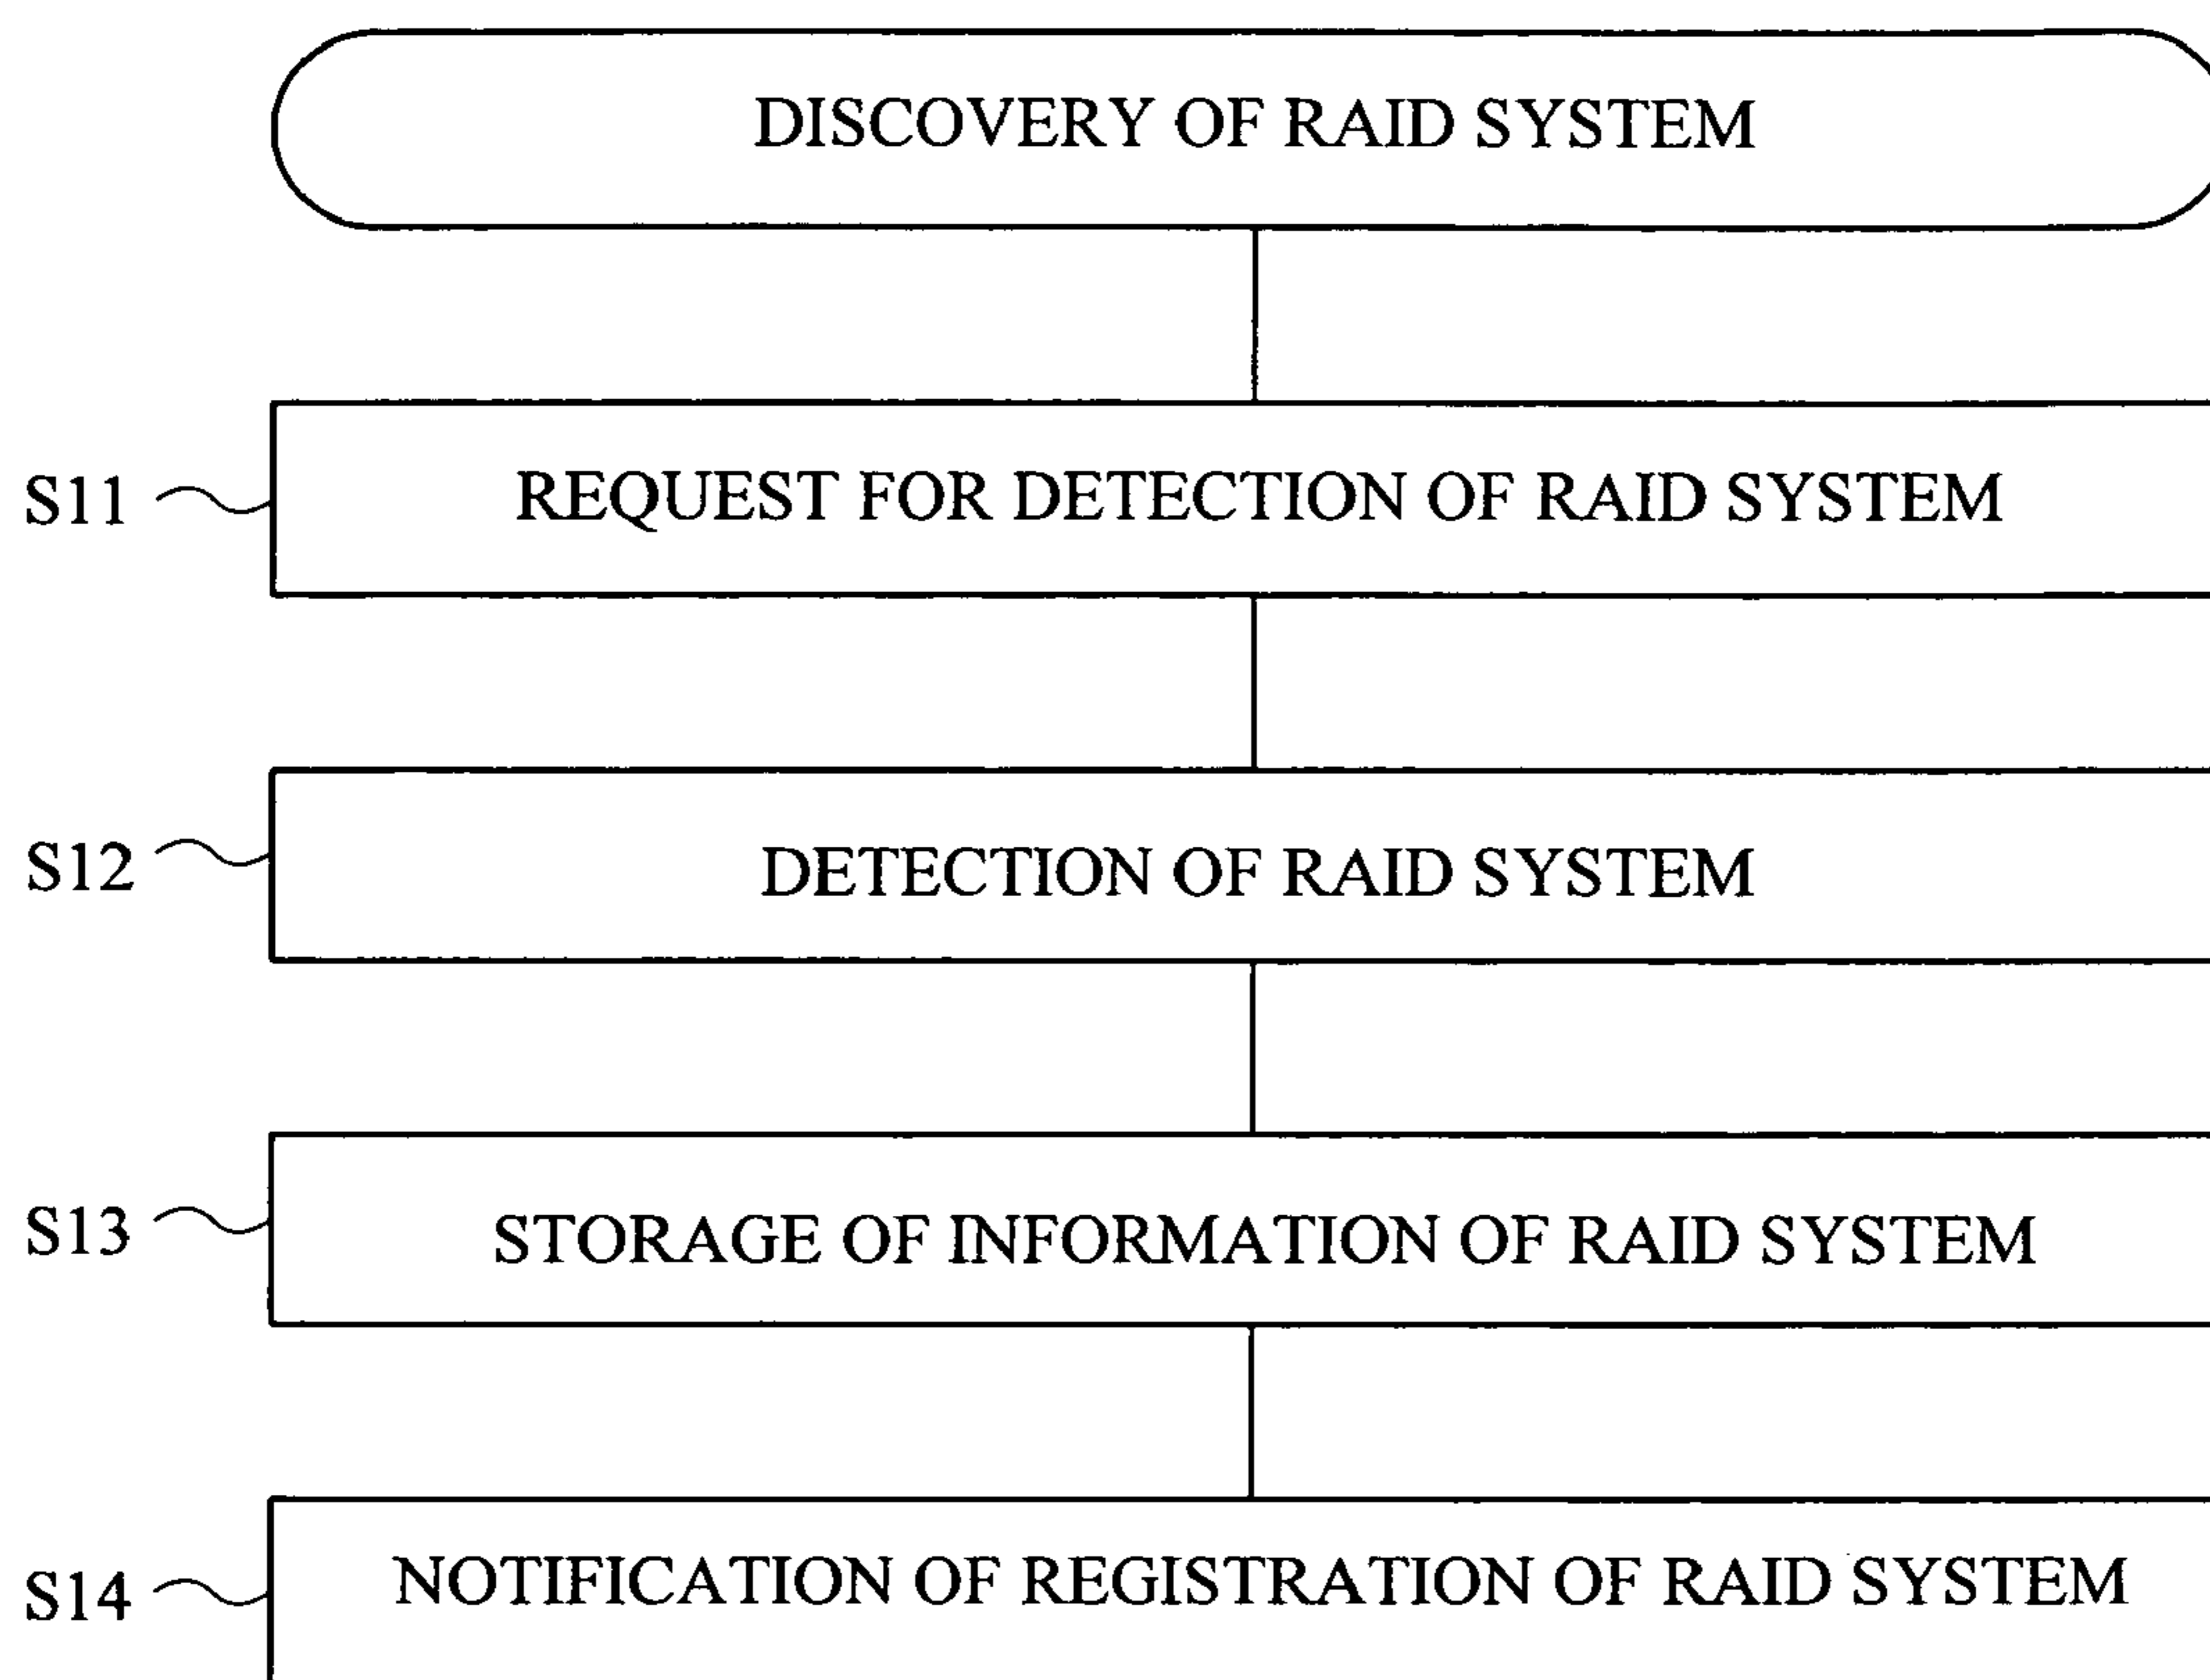 DISCOVERY OF RAID SYSTEM
S11 REQUEST FOR DETECTION OF RAID SYSTEM
S12 DETECTION OF RAID SYSTEM
S13 STORAGE OF INFORMATION OF RAID SYSTEM
S14 NOTIFICATION OF REGISTRATION OF RAID SYSTEM